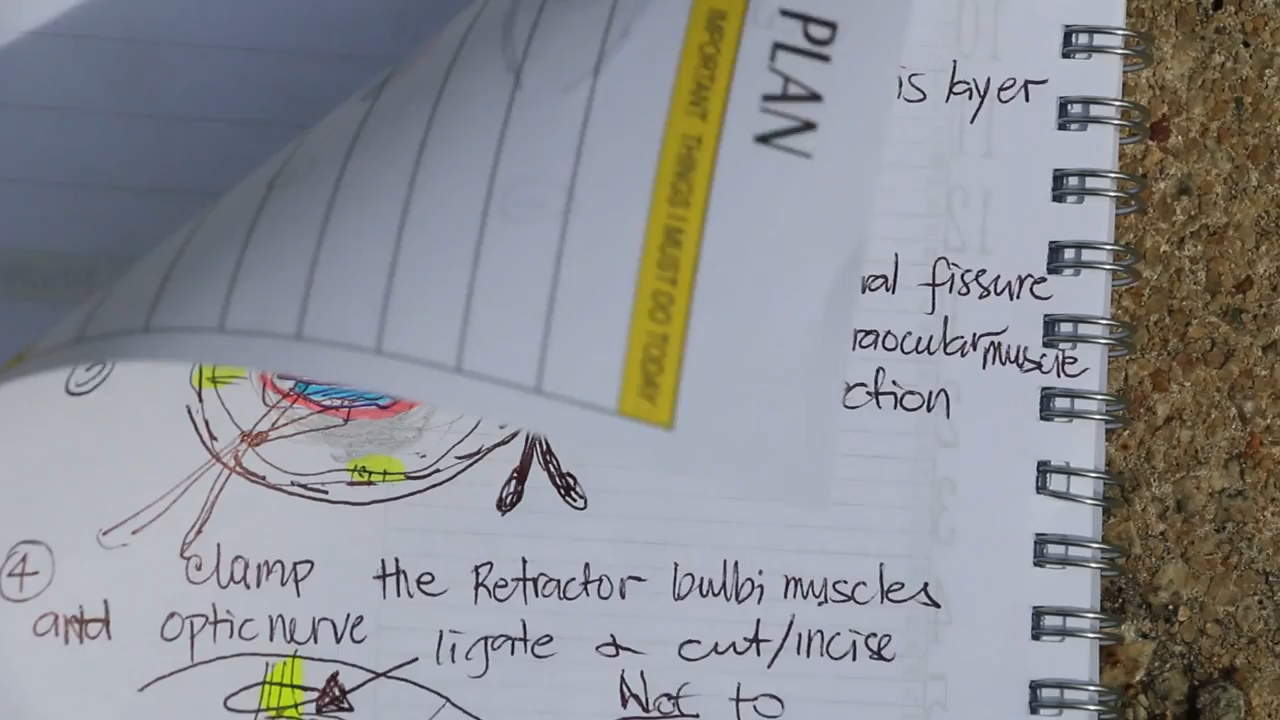 PLAN
IMPORTANT THINGS I MUST DO TODAY
is layer
ral fissure
raocular muscle
ction
④ clamp the Retractor bulbi muscles
and optic nerve
ligate & cut/incise
Not to